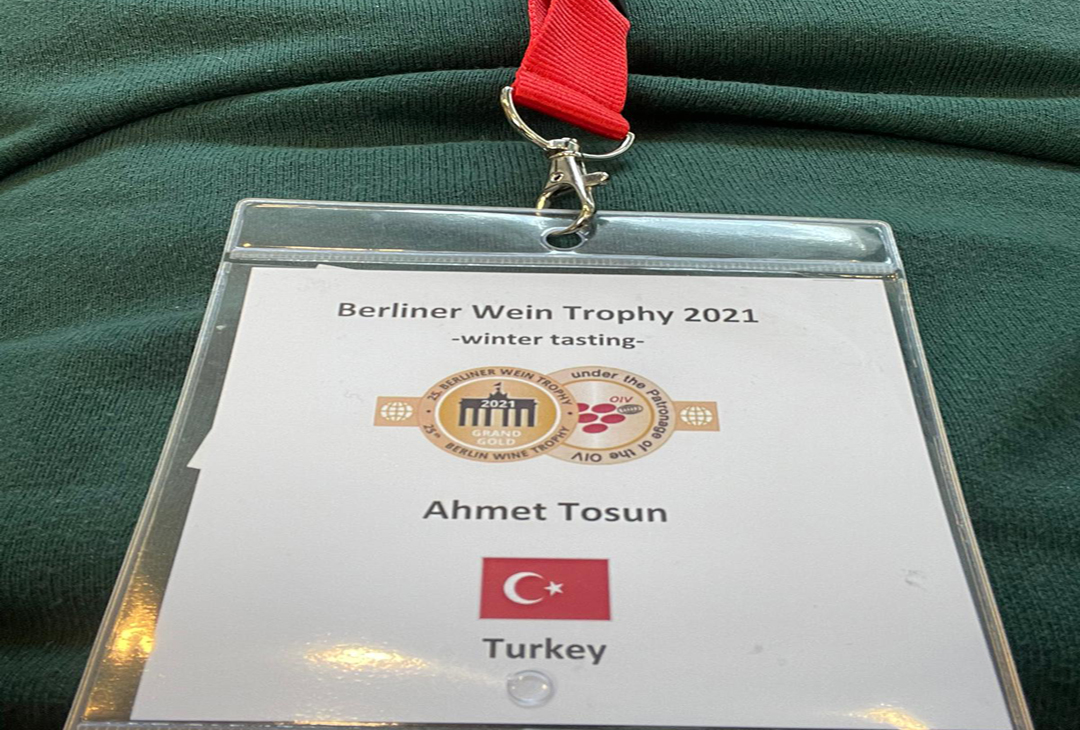 Berliner Wein Trophy 2021
-winter tasting-
25. BERLINER WEIN TROPHY
2021
GRAND
GOLD
25th BERLIN WINE TROPHY
under the Patronage of the OIV
OIV
Ahmet Tosun
Turkey